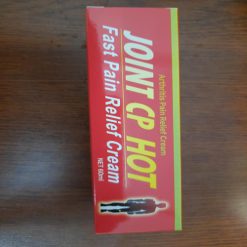 Arthritis Pain Relief Cream
JOINT CP HOT
Fast Pain Relief Cream
NET 60ml